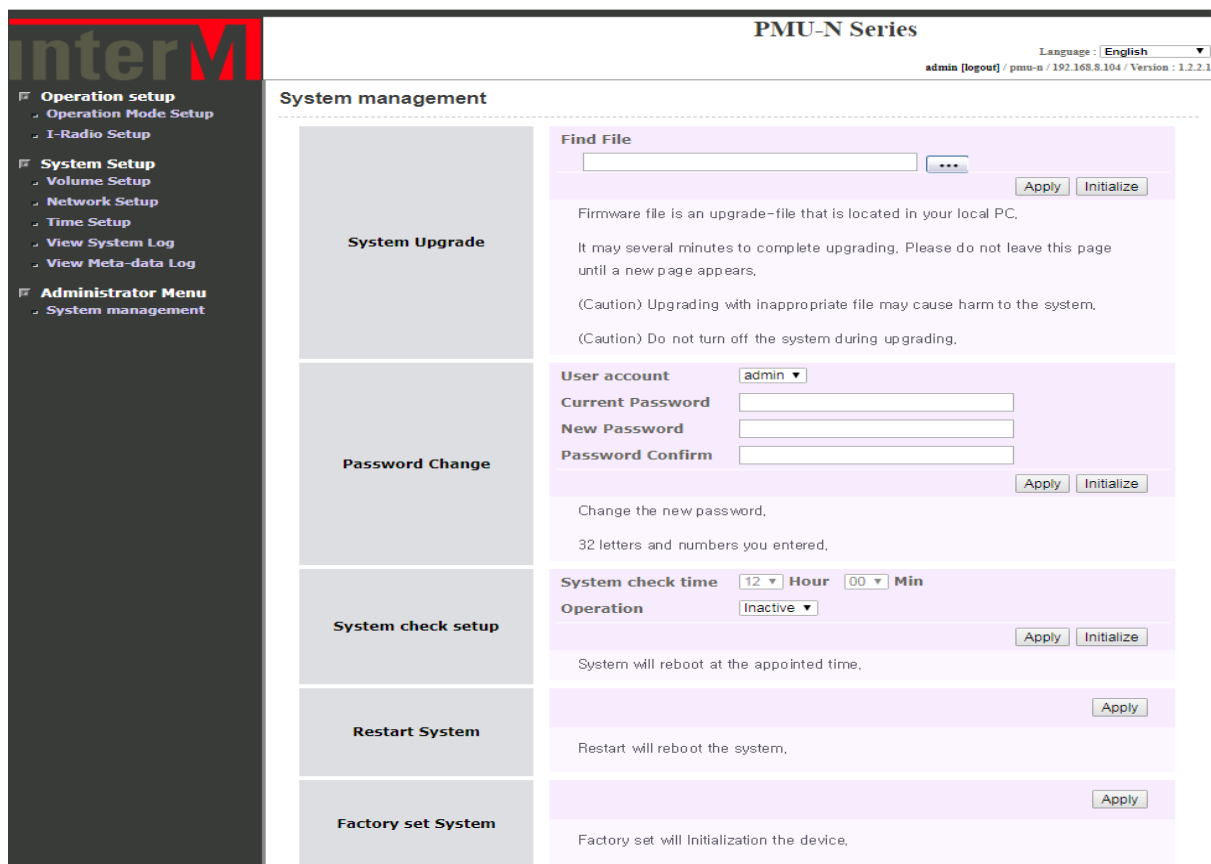 interM
PMU-N Series
Language : English
admin [logout] / pmu-n / 192.168.8.104 / Version : 1.2.2.1
Operation setup
Operation Mode Setup
I-Radio Setup
System Setup
Volume Setup
Network Setup
Time Setup
View System Log
View Meta-data Log
Administrator Menu
System management
System management
System Upgrade
Find File
...
Apply Initialize
Firmware file is an upgrade-file that is located in your local PC.
It may several minutes to complete upgrading. Please do not leave this page
until a new page appears.
(Caution) Upgrading with inappropriate file may cause harm to the system.
(Caution) Do not turn off the system during upgrading.
Password Change
User account admin
Current Password
New Password
Password Confirm
Apply Initialize
Change the new password.
32 letters and numbers you entered.
System check setup
System check time 12 Hour 00 Min
Operation Inactive
Apply Initialize
System will reboot at the appointed time.
Restart System
Apply
Restart will reboot the system.
Factory set System
Apply
Factory set will Initialization the device.